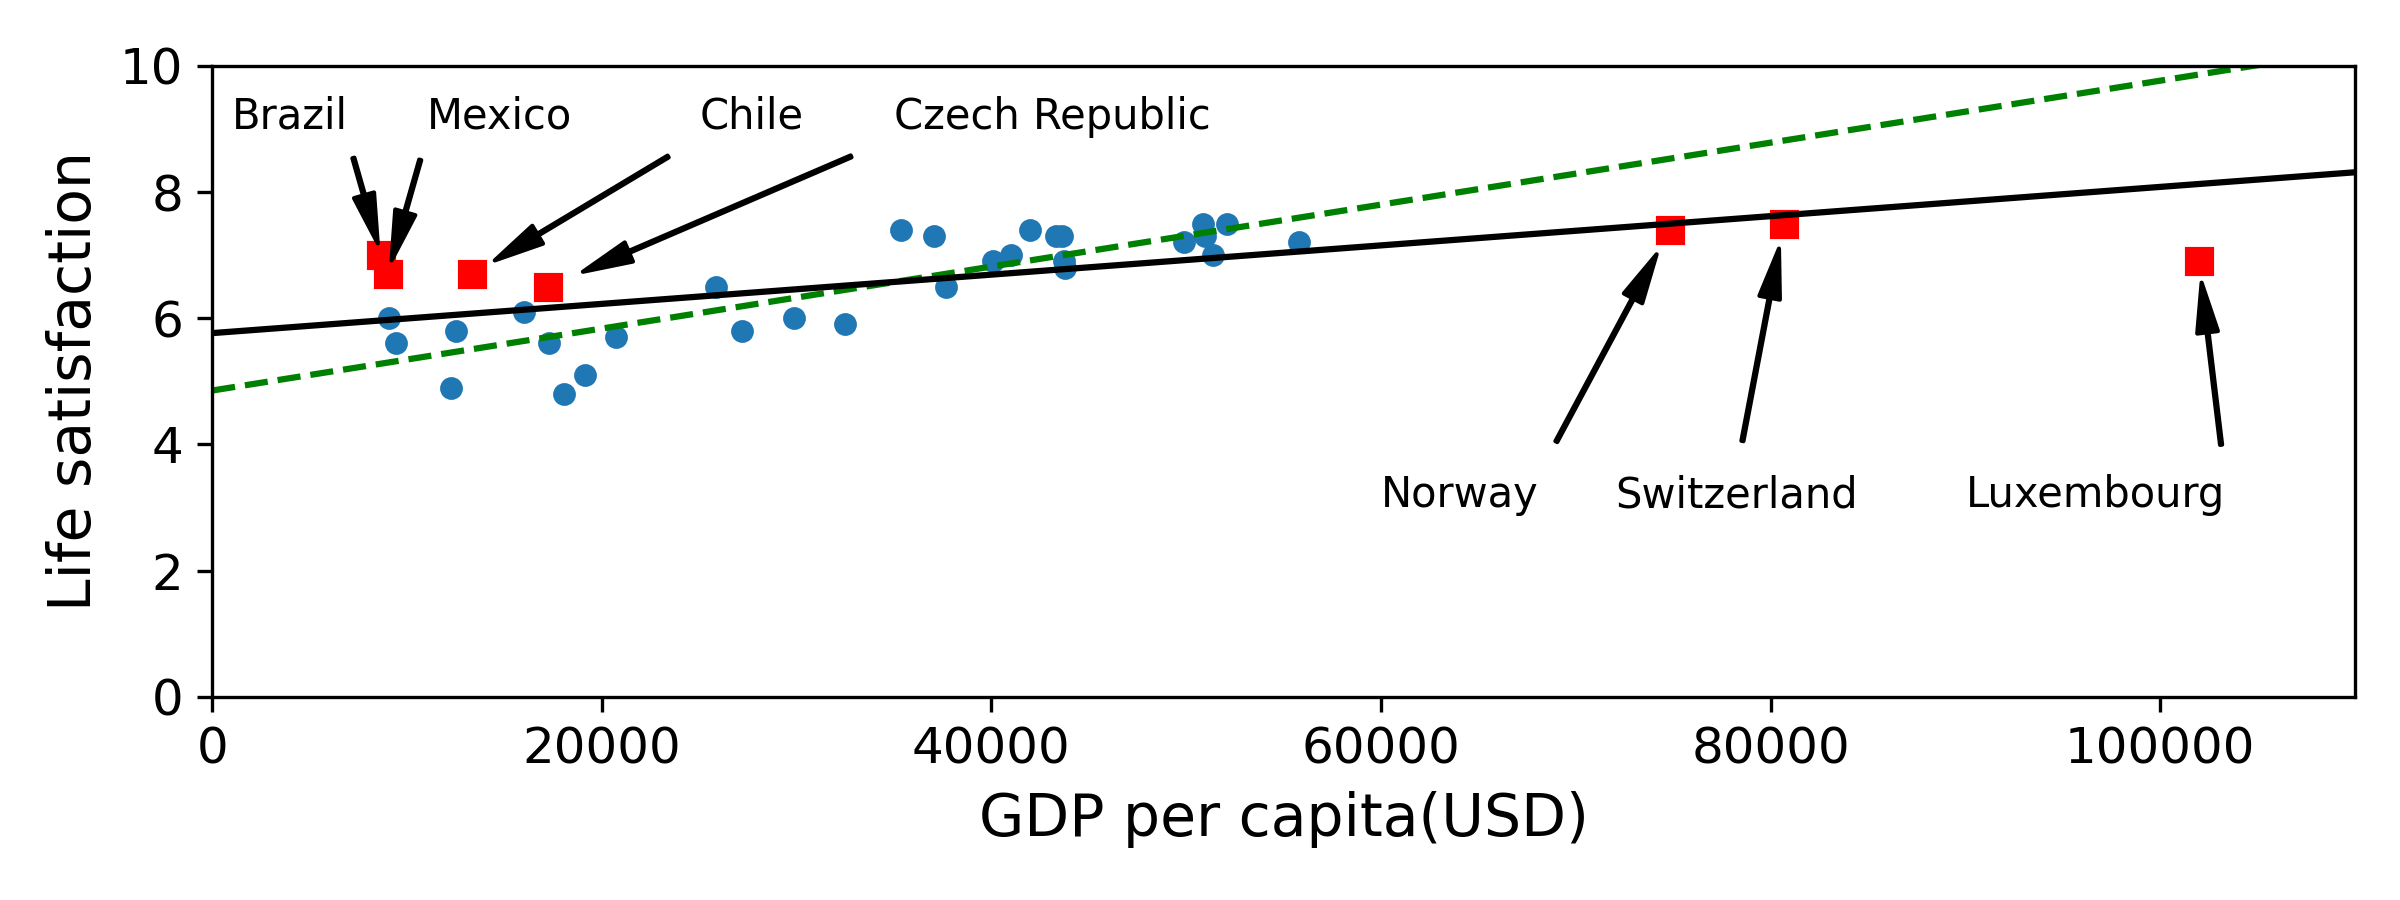 10
Brazil
Mexico
Chile
Czech Republic
8
6
4
2
0
Life satisfaction
Norway
Switzerland
Luxembourg
0
20000
40000
60000
80000
100000
GDP per capita(USD)